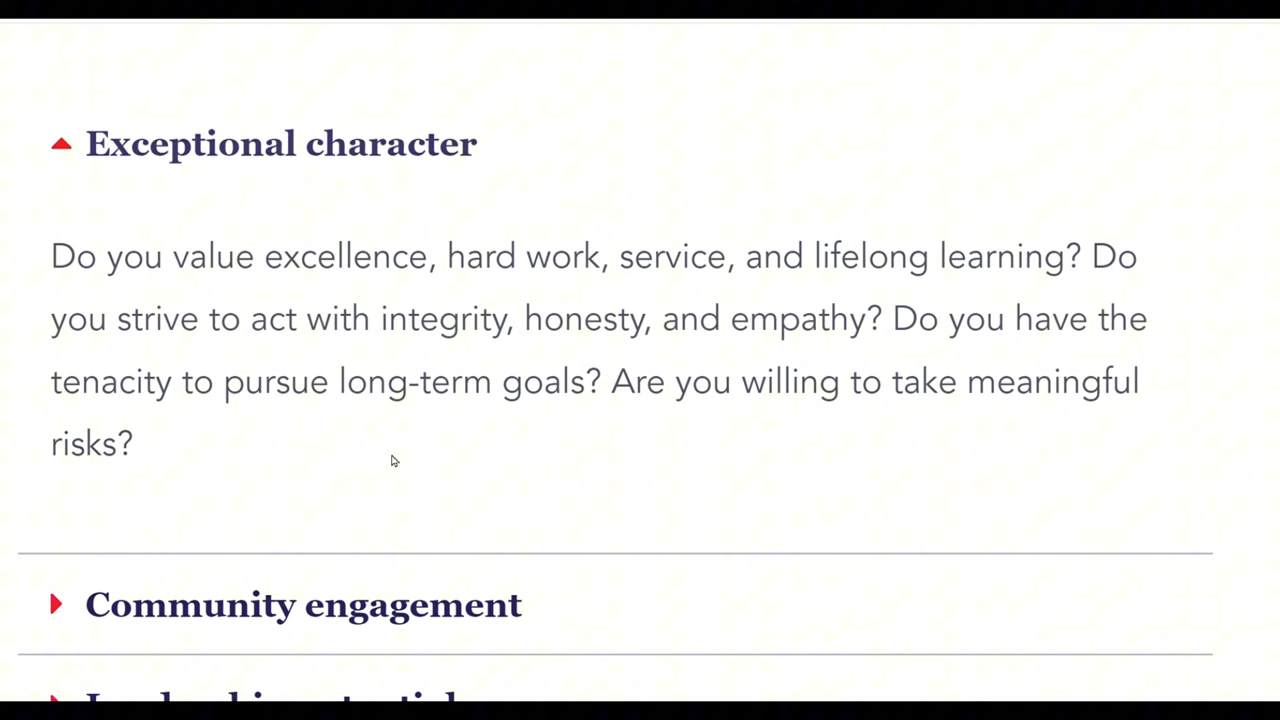 Exceptional character
Do you value excellence, hard work, service, and lifelong learning? Do
you strive to act with integrity, honesty, and empathy? Do you have the
tenacity to pursue long-term goals? Are you willing to take meaningful
risks?
Community engagement